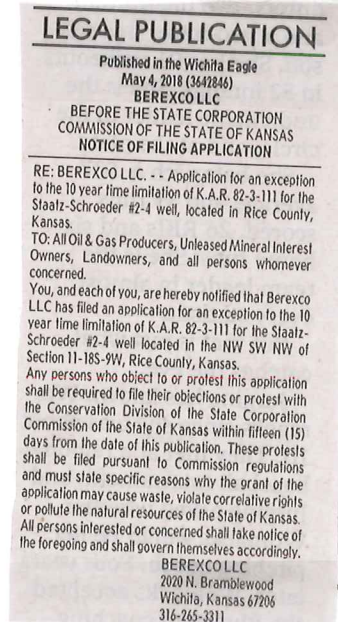 LEGAL PUBLICATION
Published in the Wichita Eagle
May 4, 2018 (3642846)
BEREXCO LLC
BEFORE THE STATE CORPORATION
COMMISSION OF THE STATE OF KANSAS
NOTICE OF FILING APPLICATION
RE: BEREXCO LLC. - - Application for an exception
to the 10 year time limitation of K.A.R. 82-3-111 for the
Staatz-Schroeder #2-4 well, located in Rice County,
Kansas.
TO: All Oil & Gas Producers, Unleased Mineral Interest
Owners, Landowners, and all persons whomever
concerned.
You, and each of you, are hereby notified that Berexco
LLC has filed an application for an exception to the 10
year time limitation of K.A.R. 82-3-111 for the Staatz-
Schroeder #2-4 well located in the NW SW NW of
Section 11-18S-9W, Rice County, Kansas.
Any persons who object to or protest this application
shall be required to file their objections or protest with
the Conservation Division of the State Corporation
Commission of the State of Kansas within fifteen (15)
days from the date of this publication. These protests
shall be filed pursuant to Commission regulations
and must state specific reasons why the grant of the
application may cause waste, violate correlative rights
or pollute the natural resources of the State of Kansas.
All persons interested or concerned shall take notice of
the foregoing and shall govern themselves accordingly.
BEREXCO LLC
2020 N. Bramblewood
Wichita, Kansas 67206
316-265-3311